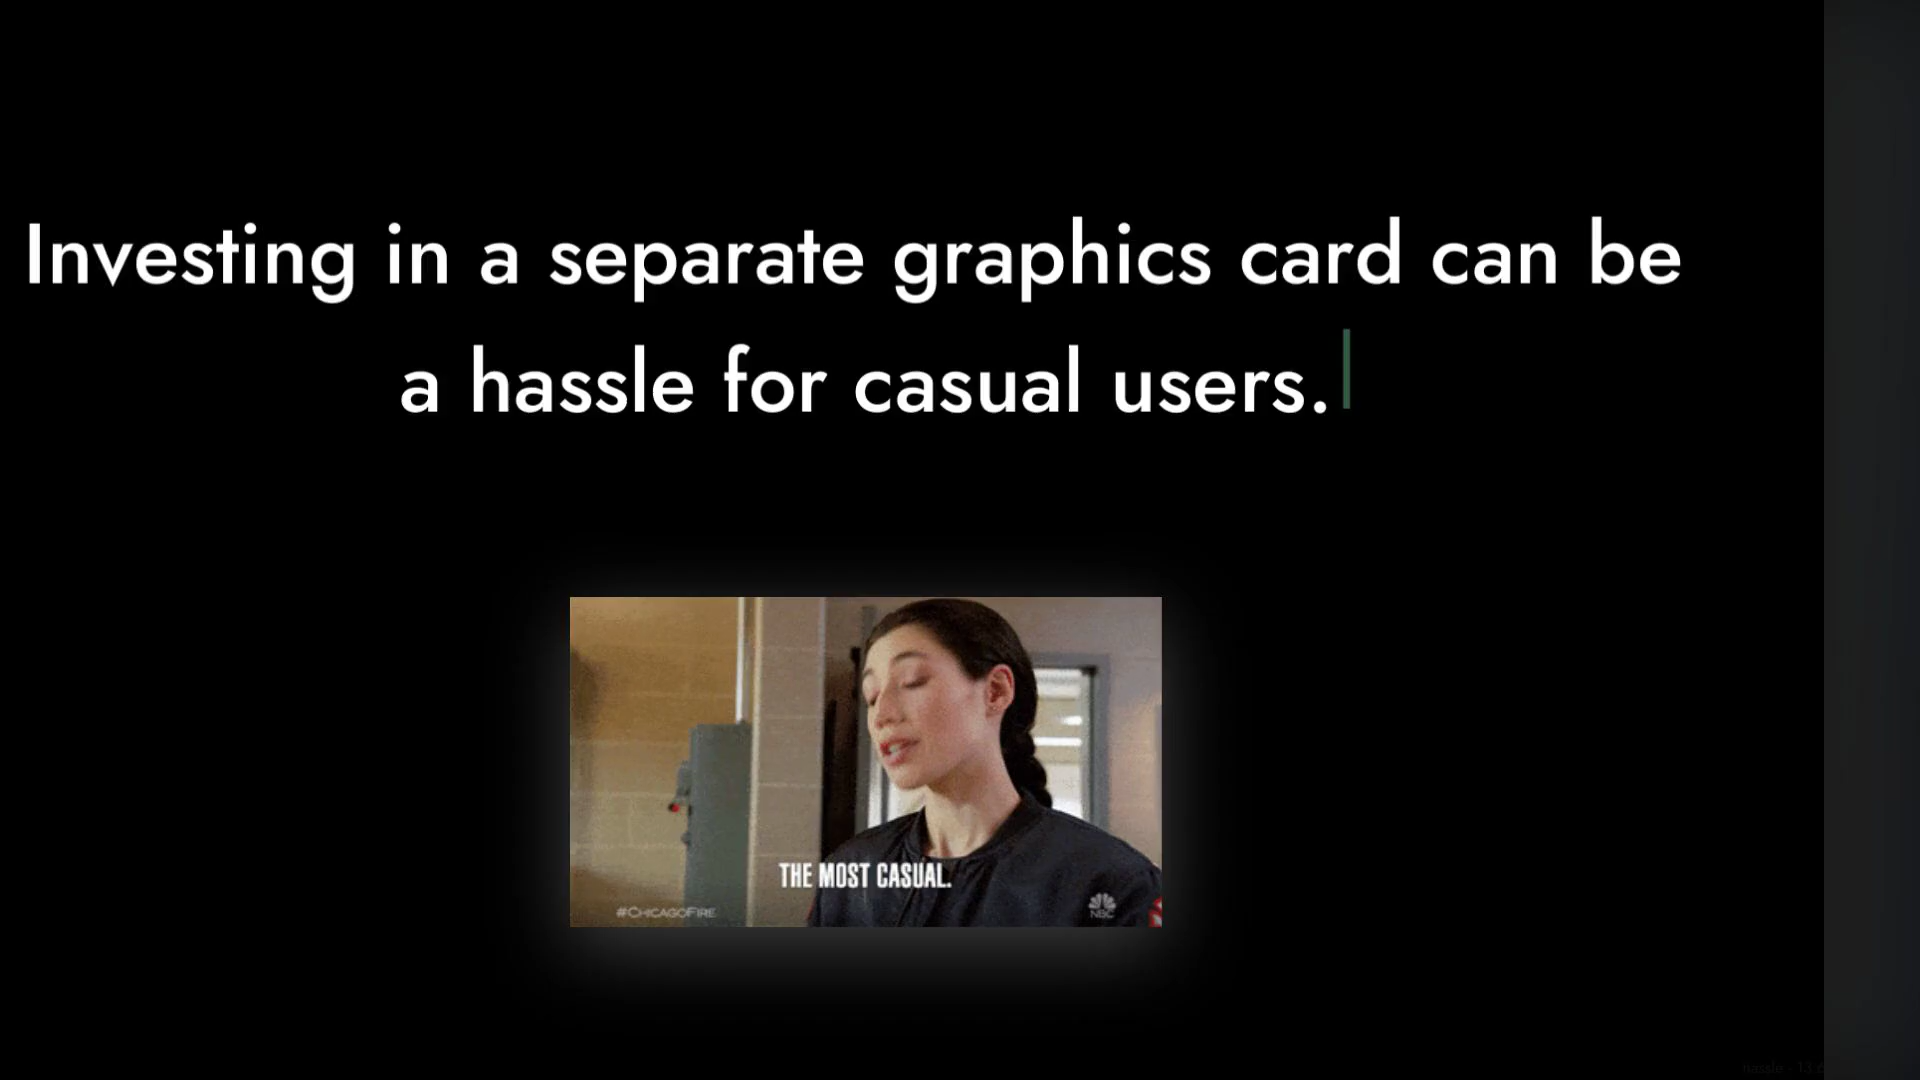 Investing in a separate graphics card can be
a hassle for casual users.
THE MOST CASUAL.
#CHICAGOFIRE
NBC